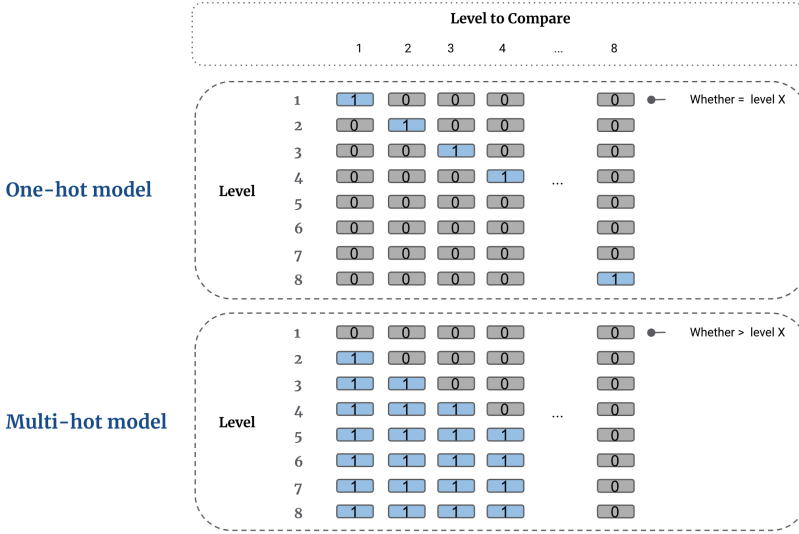 Level to Compare
1 2 3 4 ... 8
One-hot model
Level
1 1 0 0 0 0 Whether = level X
2 0 1 0 0 0
3 0 0 1 0 0
4 0 0 0 1 ... 0
5 0 0 0 0 0
6 0 0 0 0 0
7 0 0 0 0 0
8 0 0 0 0 1
Multi-hot model
Level
1 0 0 0 0 0 Whether > level X
2 1 0 0 0 0
3 1 1 0 0 0
4 1 1 1 0 ... 0
5 1 1 1 1 0
6 1 1 1 1 0
7 1 1 1 1 0
8 1 1 1 1 0